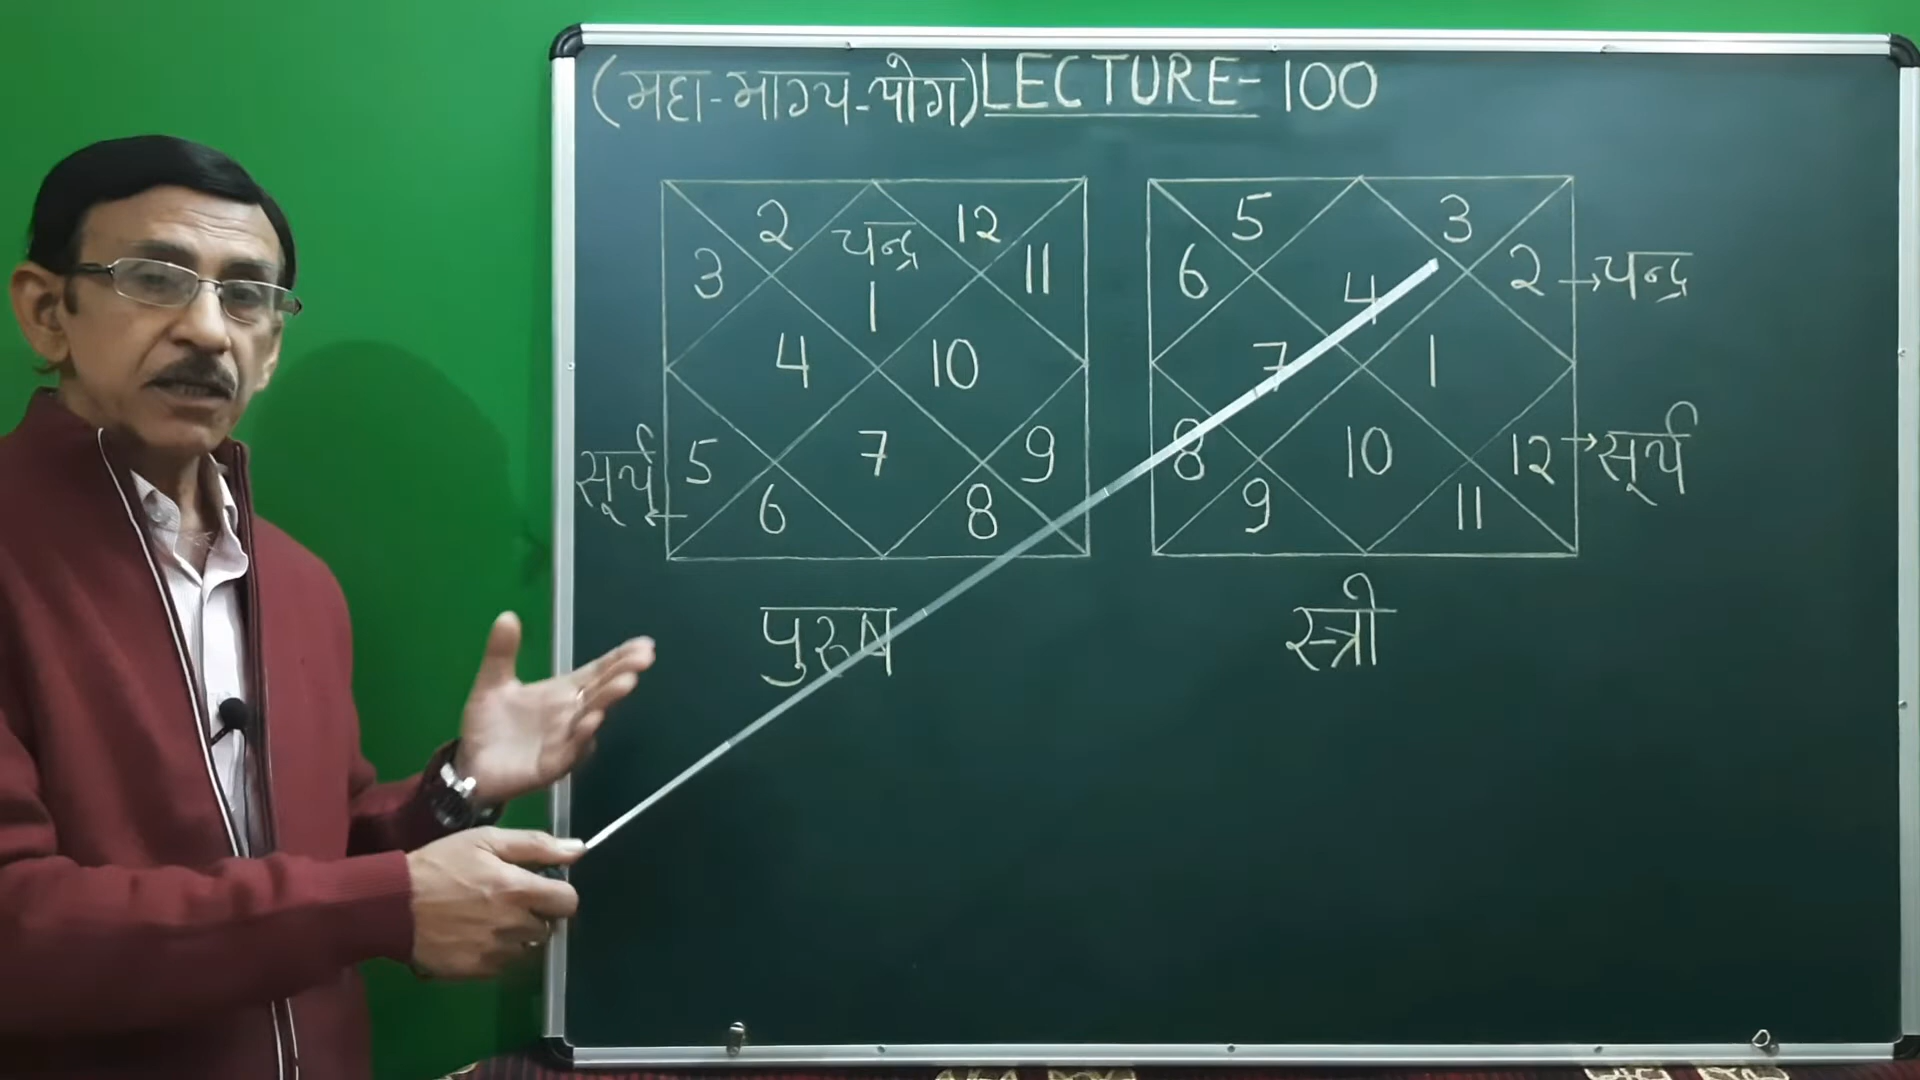 (महा-भाग्य-योग) LECTURE-100
2 चन्द्र 12
3 1 11
4 10
सूर्य 5 7 9
6 8
पुरुष
5 3
6 4 2 →चन्द्र
7 1
8 10 12 →सूर्य
9 11
स्त्री